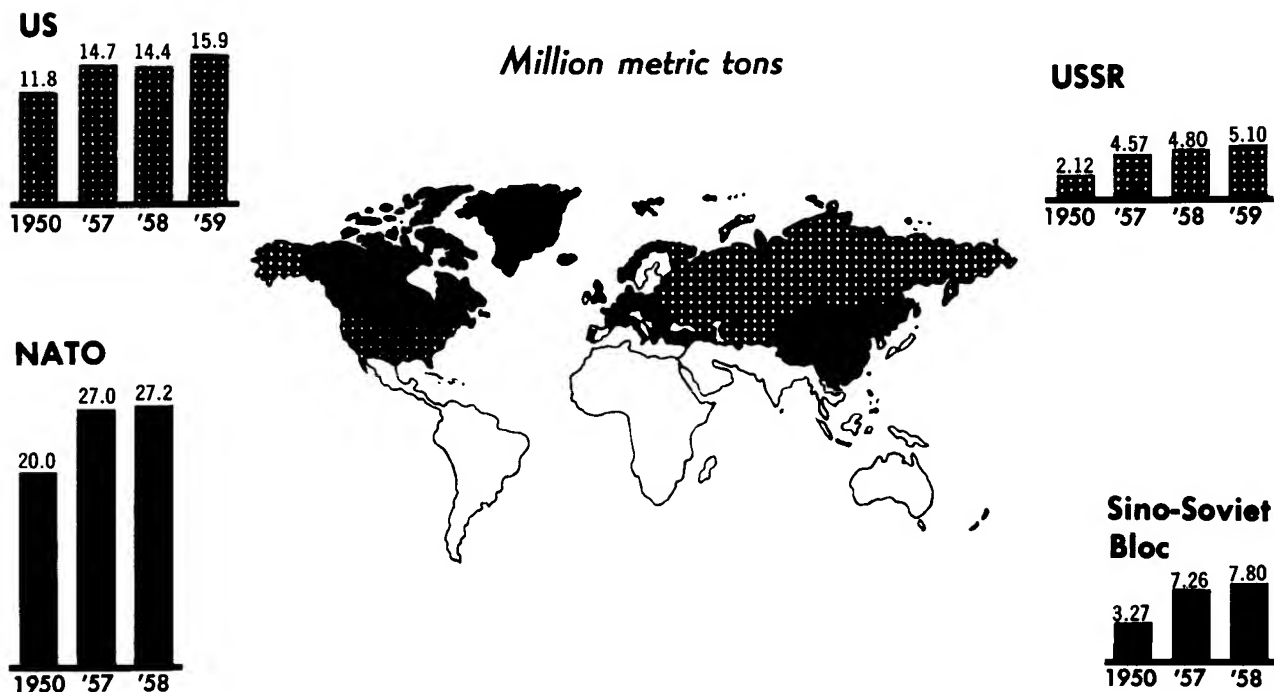 US
11.8 14.7 14.4 15.9
1950 '57 '58 '59
Million metric tons
USSR
2.12 4.57 4.80 5.10
1950 '57 '58 '59
NATO
20.0 27.0 27.2
1950 '57 '58
Sino-Soviet
Bloc
3.27 7.26 7.80
1950 '57 '58